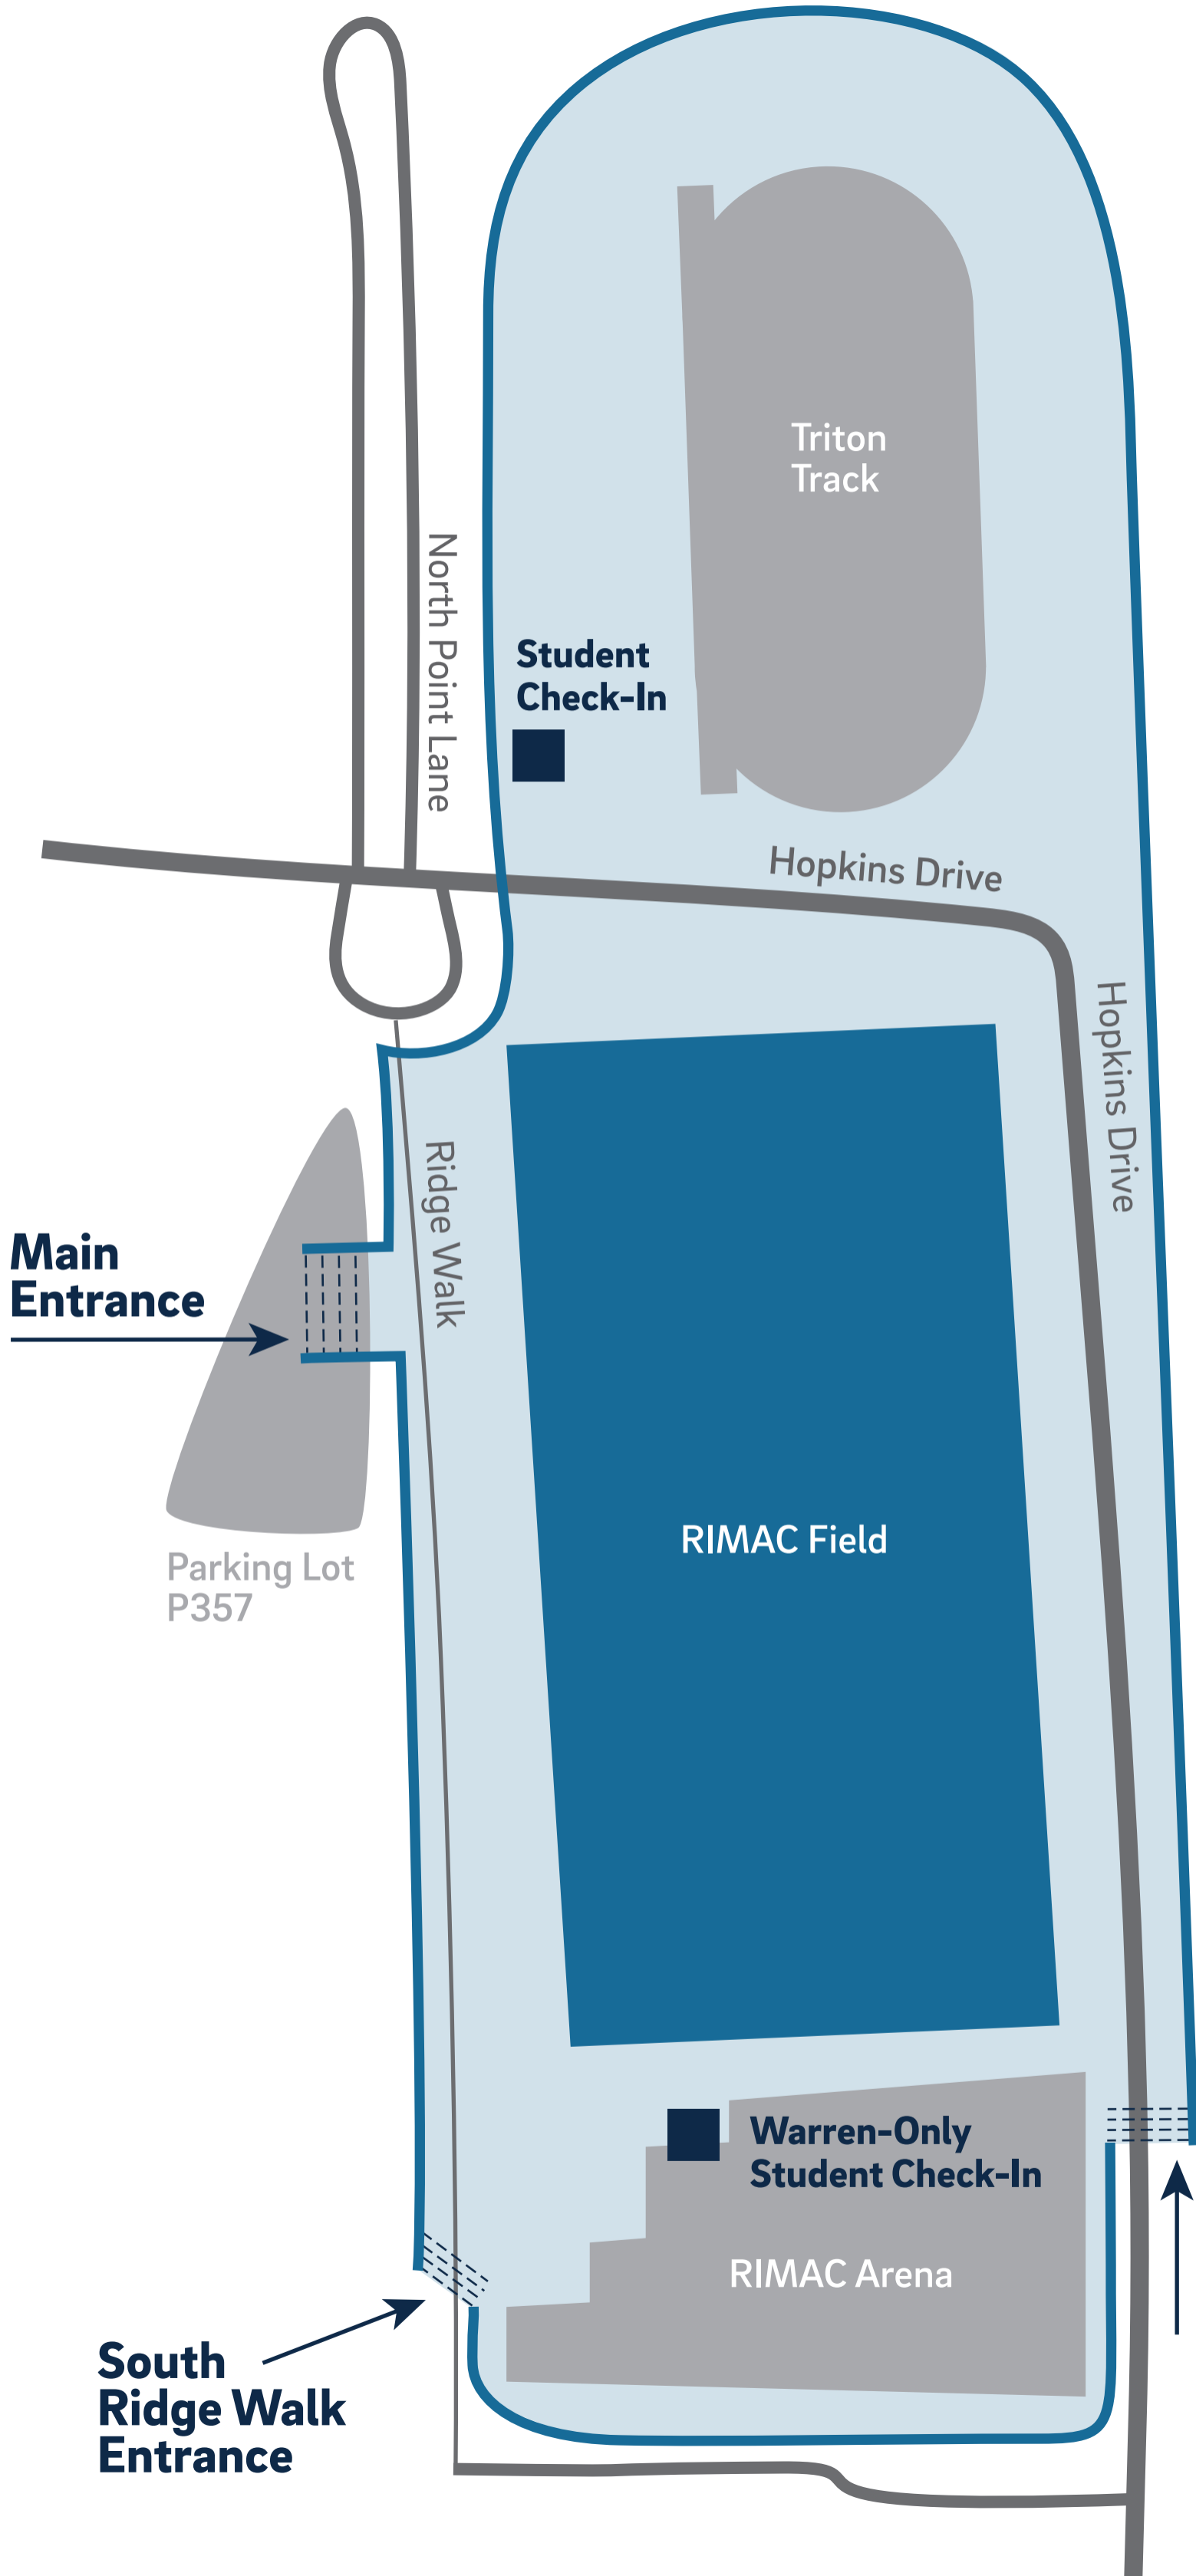 Triton
Track
North Point Lane
Student
Check-In
Hopkins Drive
Hopkins Drive
Ridge Walk
Main
Entrance
RIMAC Field
Parking Lot
P357
Warren-Only
Student Check-In
RIMAC Arena
South
Ridge Walk
Entrance